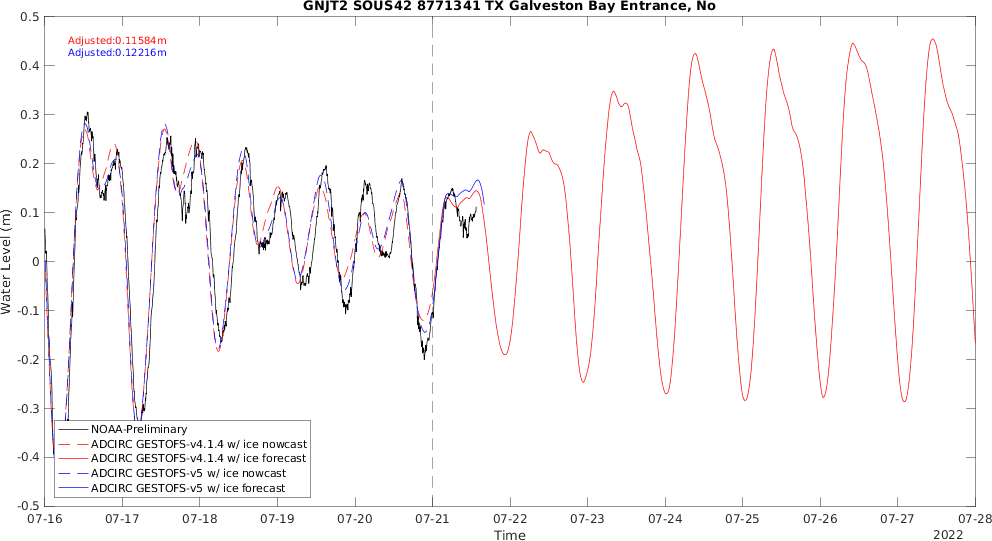 GNJT2 SOUS42 8771341 TX Galveston Bay Entrance, No
Adjusted:0.11584m
Adjusted:0.12216m
0.5
0.4
0.3
0.2
0.1
0
-0.1
-0.2
-0.3
-0.4
-0.5
Water Level (m)
NOAA-Preliminary
ADCIRC GESTOFS-v4.1.4 w/ ice nowcast
ADCIRC GESTOFS-v4.1.4 w/ ice forecast
ADCIRC GESTOFS-v5 w/ ice nowcast
ADCIRC GESTOFS-v5 w/ ice forecast
07-16 07-17 07-18 07-19 07-20 07-21 07-22 07-23 07-24 07-25 07-26 07-27 07-28
Time
2022